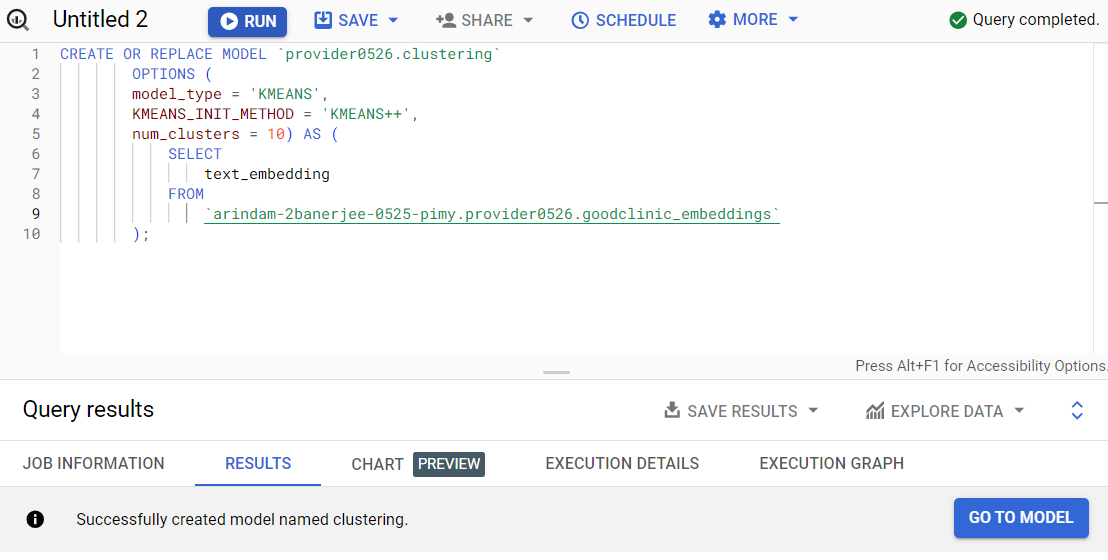 Untitled 2 RUN SAVE SHARE SCHEDULE MORE Query completed.
1 CREATE OR REPLACE MODEL `provider0526.clustering`
2 OPTIONS (
3 model_type = 'KMEANS',
4 KMEANS_INIT_METHOD = 'KMEANS++',
5 num_clusters = 10) AS (
6 SELECT
7 text_embedding
8 FROM
9 `arindam-2banerjee-0525-pimy.provider0526.goodclinic_embeddings`
10 );
Press Alt+F1 for Accessibility Options.
Query results SAVE RESULTS EXPLORE DATA
JOB INFORMATION RESULTS CHART PREVIEW EXECUTION DETAILS EXECUTION GRAPH
Successfully created model named clustering. GO TO MODEL